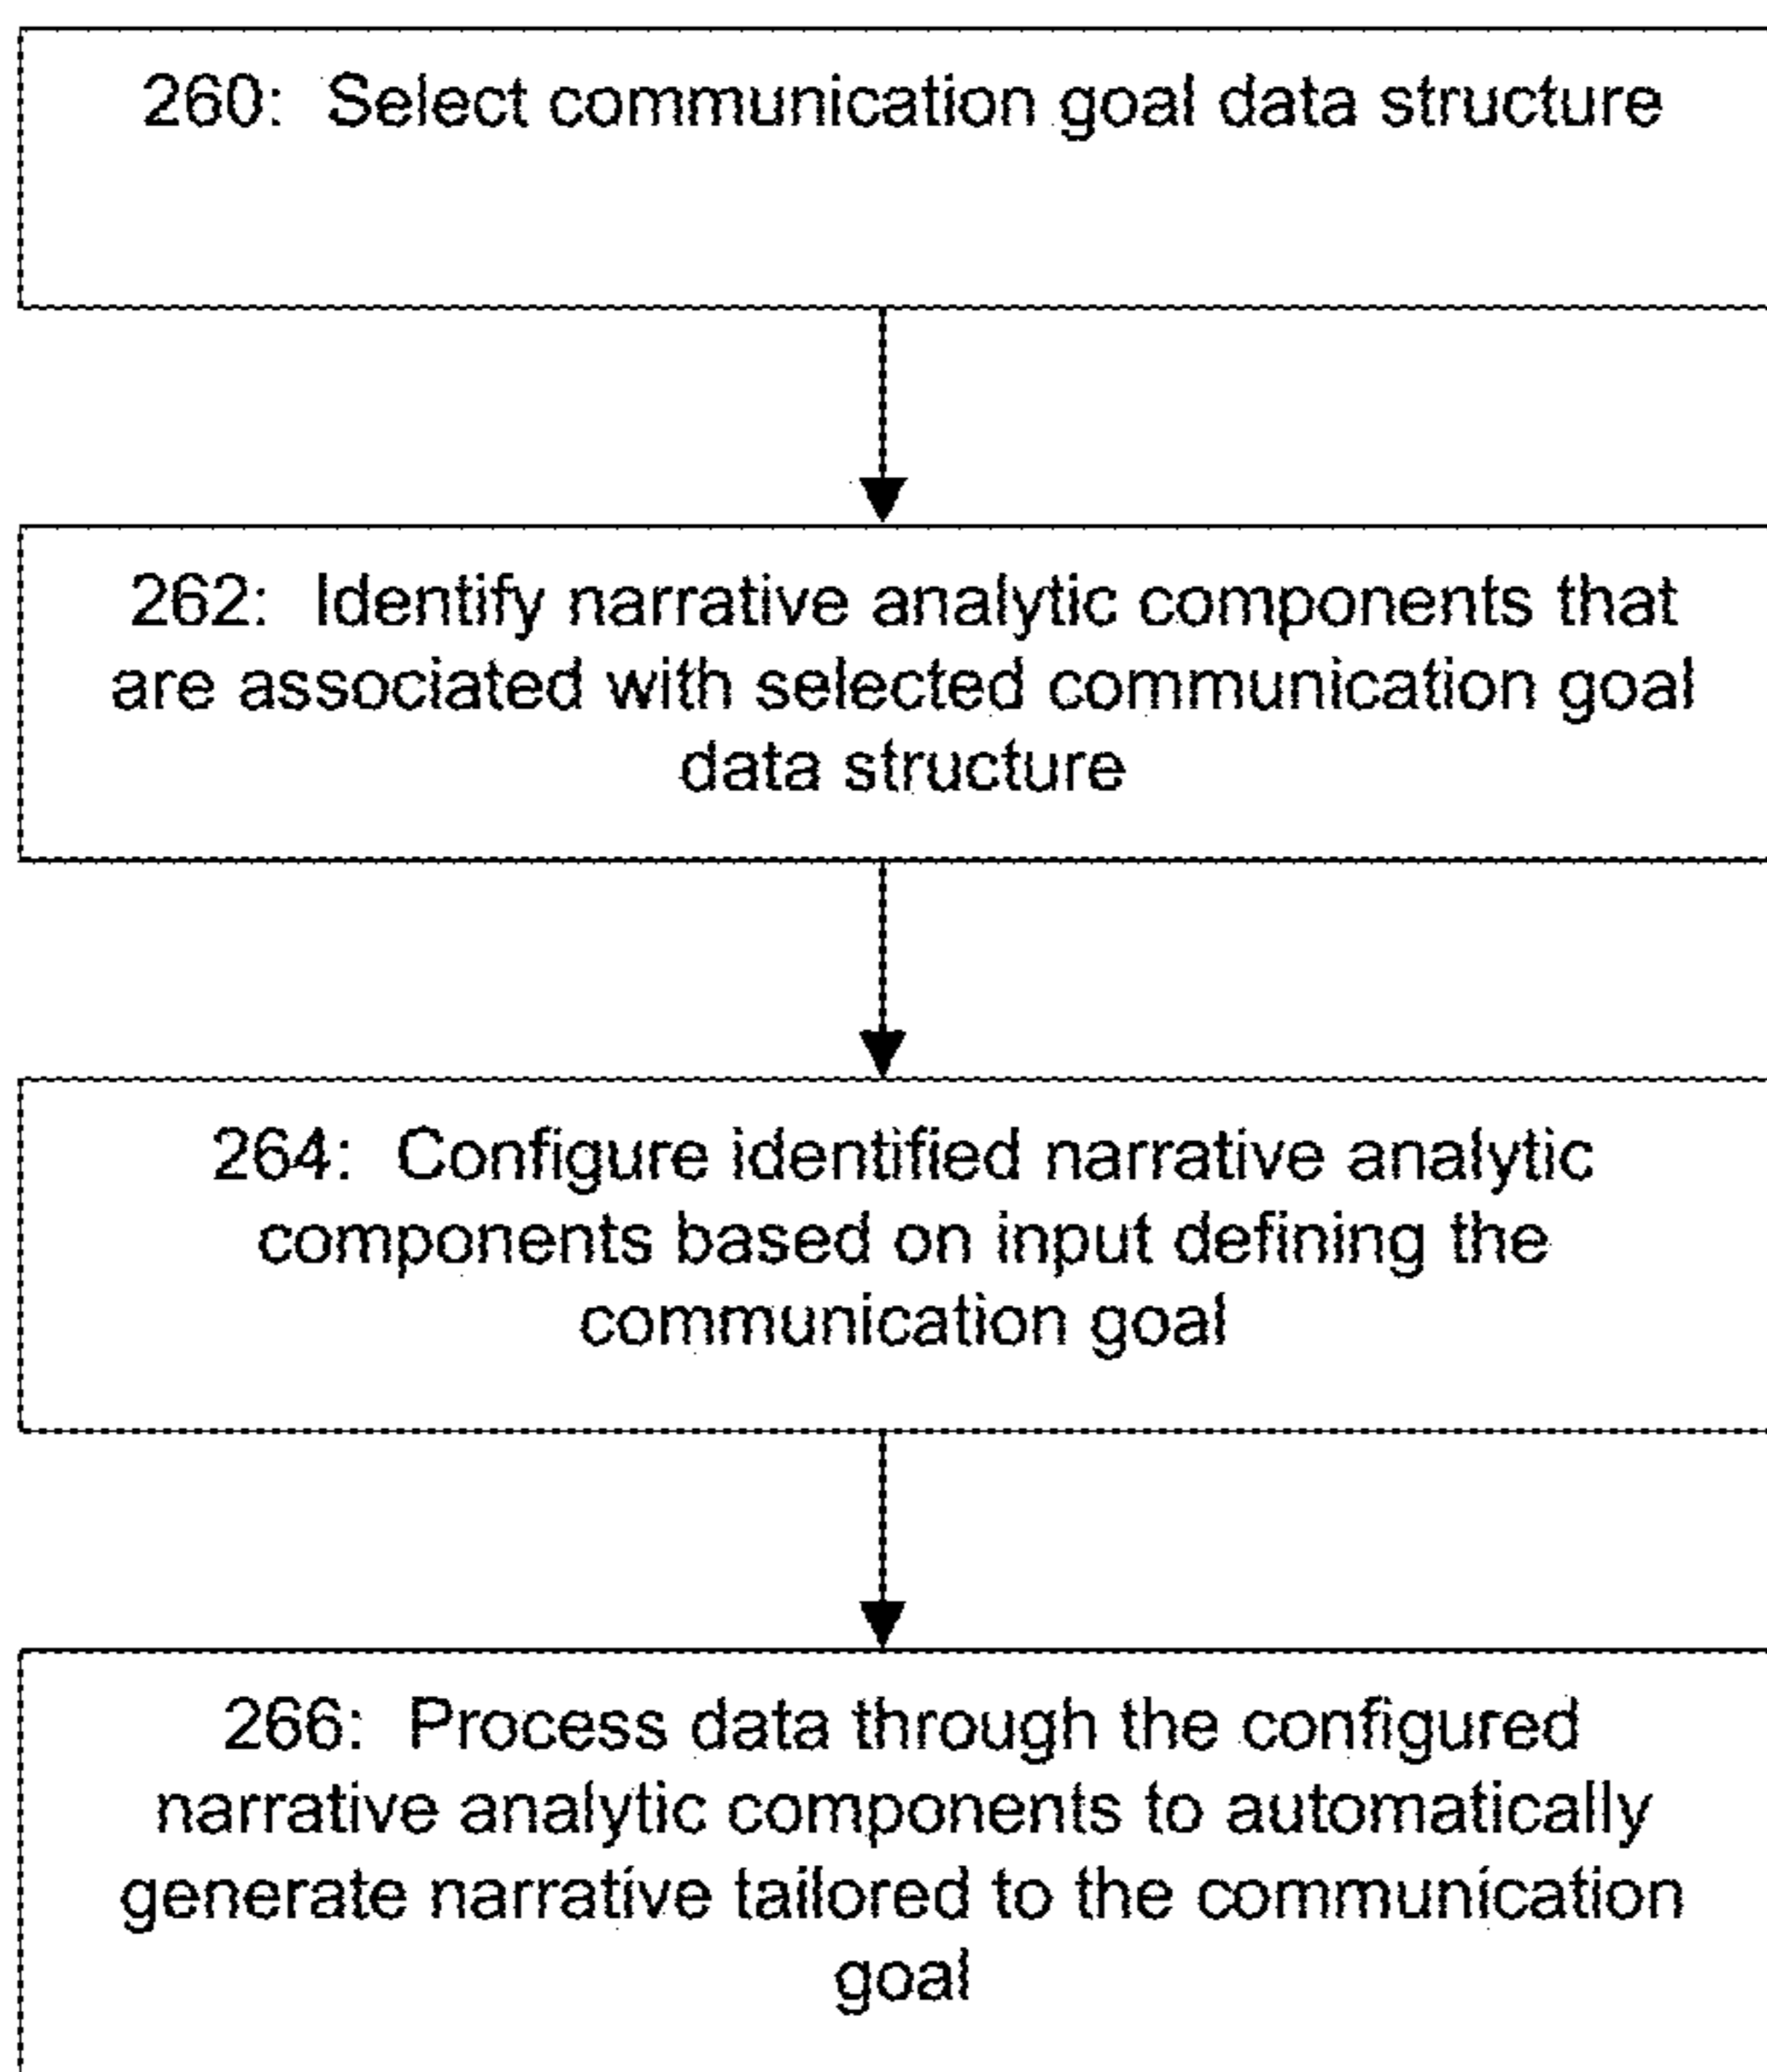 260: Select communication goal data structure
262: Identify narrative analytic components that
are associated with selected communication goal
data structure
264: Configure identified narrative analytic
components based on input defining the
communication goal
266: Process data through the configured
narrative analytic components to automatically
generate narrative tailored to the communication
goal